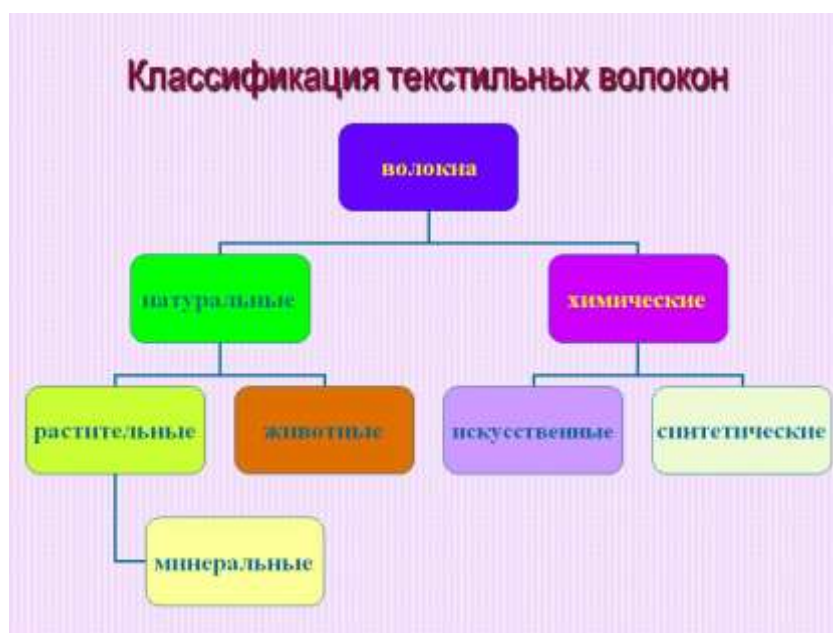 Классификация текстильных волокон
волокна
натуральные
химические
растительные
животные
искусственные
синтетические
минеральные